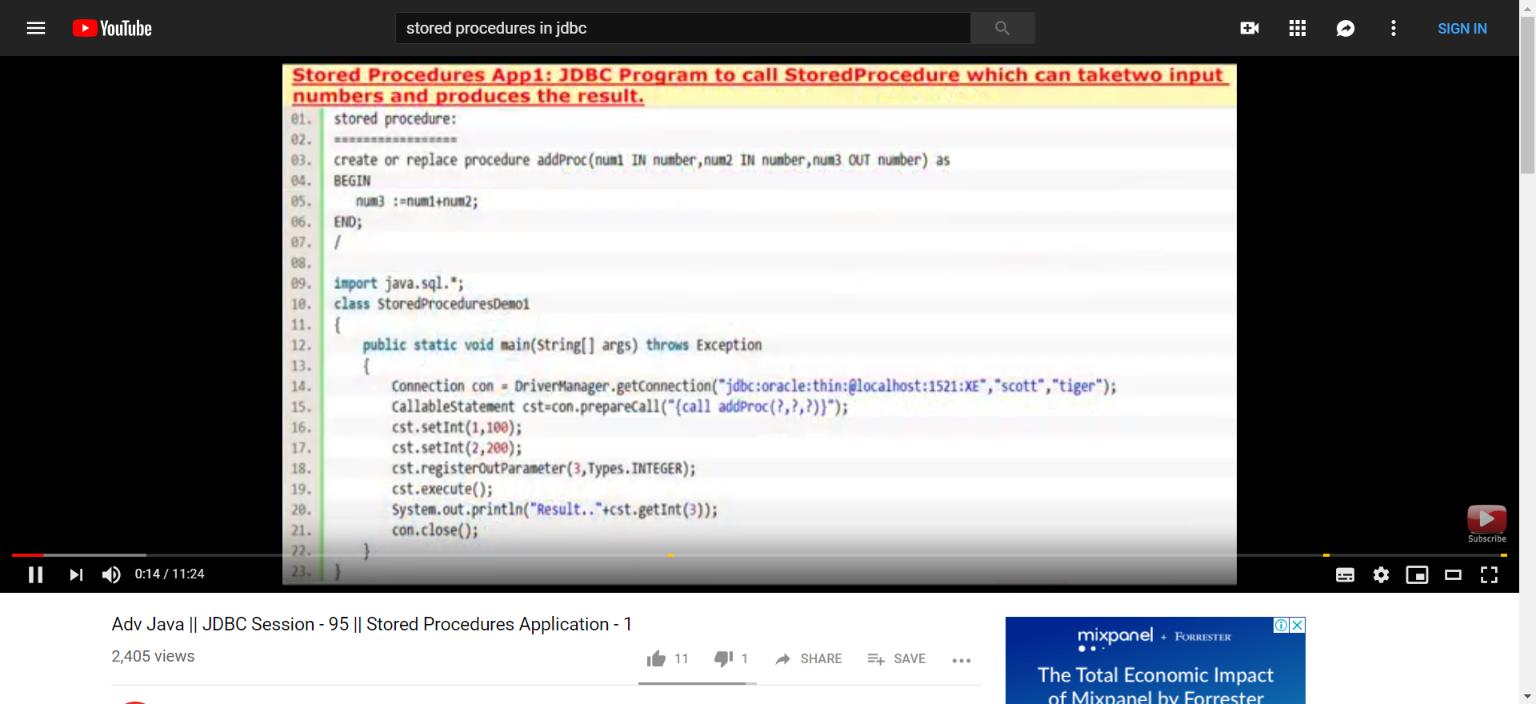 YouTube
stored procedures in jdbc
SIGN IN
Stored Procedures App1: JDBC Program to call StoredProcedure which can taketwo input
numbers and produces the result.
01. stored procedure:
02. =================
03. create or replace procedure addProc(num1 IN number,num2 IN number,num3 OUT number) as
04. BEGIN
05. num3 :=num1+num2;
06. END;
07. /
08.
09. import java.sql.*;
10. class StoredProceduresDemo1
11. {
12. public static void main(String[] args) throws Exception
13. {
14. Connection con = DriverManager.getConnection("jdbc:oracle:thin:@localhost:1521:XE","scott","tiger");
15. CallableStatement cst=con.prepareCall("{call addProc(?,?,?)}");
16. cst.setInt(1,100);
17. cst.setInt(2,200);
18. cst.registerOutParameter(3,Types.INTEGER);
19. cst.execute();
20. System.out.println("Result.."+cst.getInt(3));
21. con.close();
22. }
23. }
Subscribe
0:14 / 11:24
Adv Java || JDBC Session - 95 || Stored Procedures Application - 1
2,405 views
11 1 SHARE SAVE
mixpanel + FORRESTER
The Total Economic Impact
of Mixpanel by Forrester